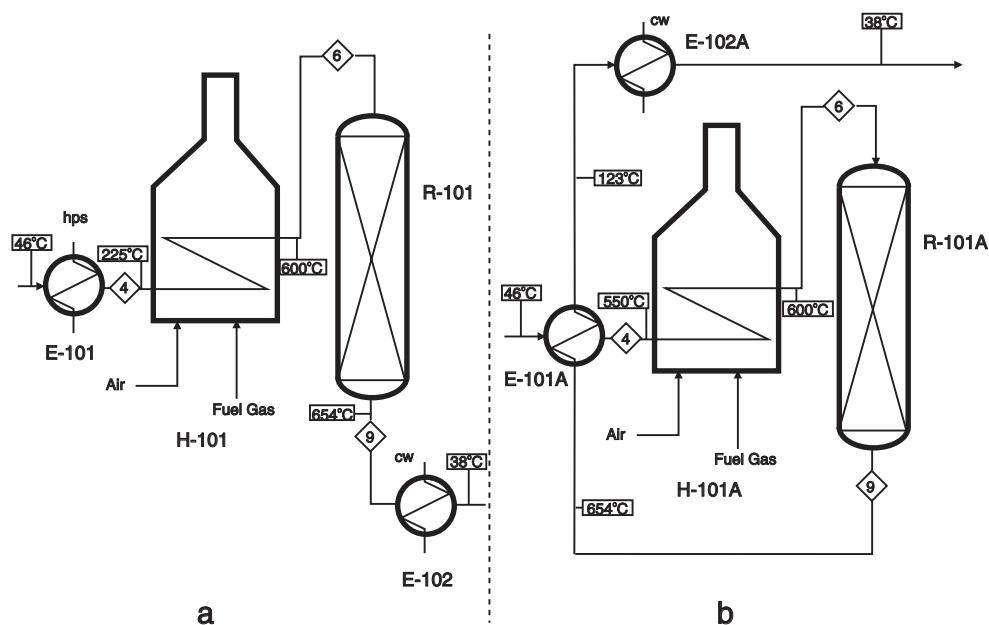 6
R-101
hps
46°C
225°C
4
600°C
E-101
Air
Fuel Gas
H-101
654°C
9
cw
38°C
E-102
a
cw
E-102A
38°C
6
123°C
R-101A
46°C
550°C
4
600°C
E-101A
Air
Fuel Gas
H-101A
9
654°C
b